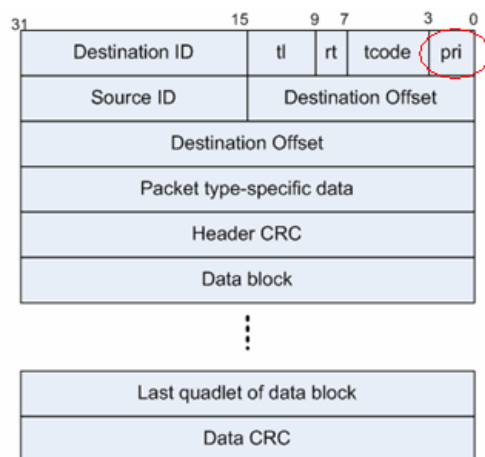 31 15 9 7 3 0
Destination ID tl rt tcode pri
Source ID Destination Offset
Destination Offset
Packet type-specific data
Header CRC
Data block
Last quadlet of data block
Data CRC